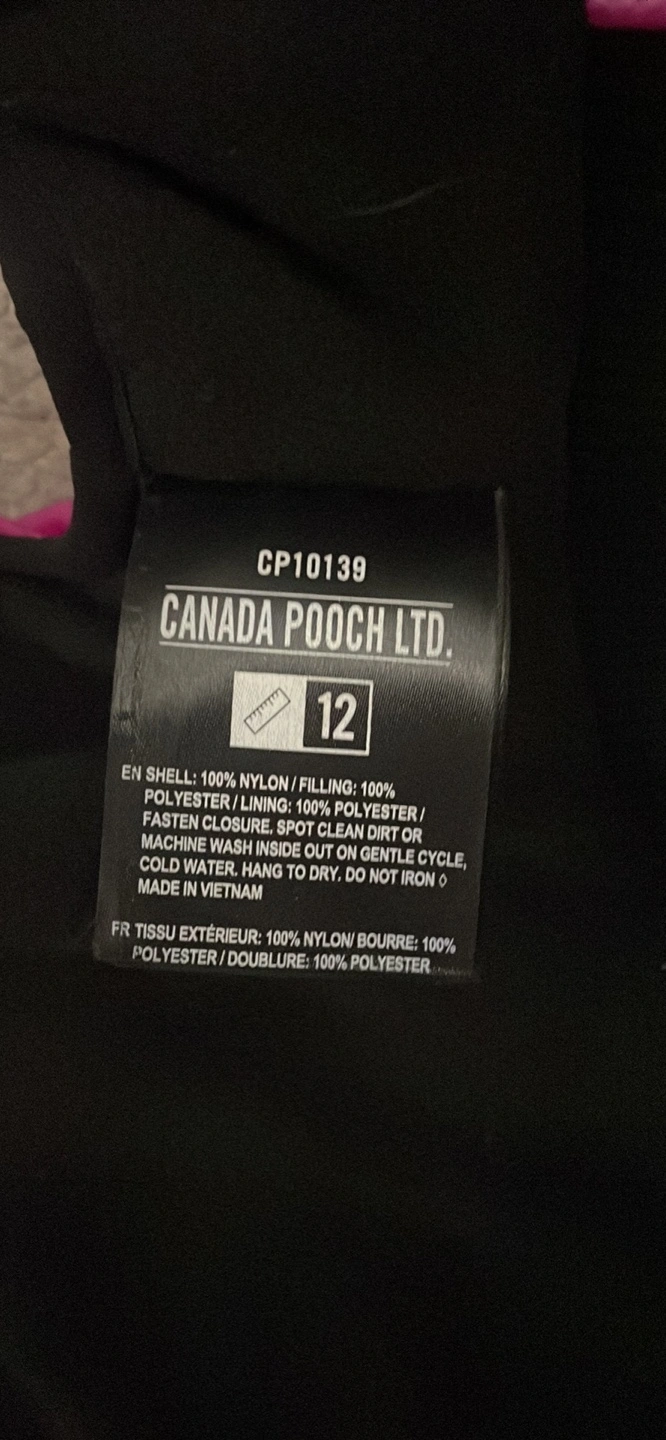 CP10139
CANADA POOCH LTD.
12
EN SHELL: 100% NYLON / FILLING: 100%
POLYESTER / LINING: 100% POLYESTER /
FASTEN CLOSURE, SPOT CLEAN DIRT OR
MACHINE WASH INSIDE OUT ON GENTLE CYCLE,
COLD WATER. HANG TO DRY. DO NOT IRON ◊
MADE IN VIETNAM
FR TISSU EXTÉRIEUR: 100% NYLON/ BOURRE: 100%
POLYESTER / DOUBLURE: 100% POLYESTER